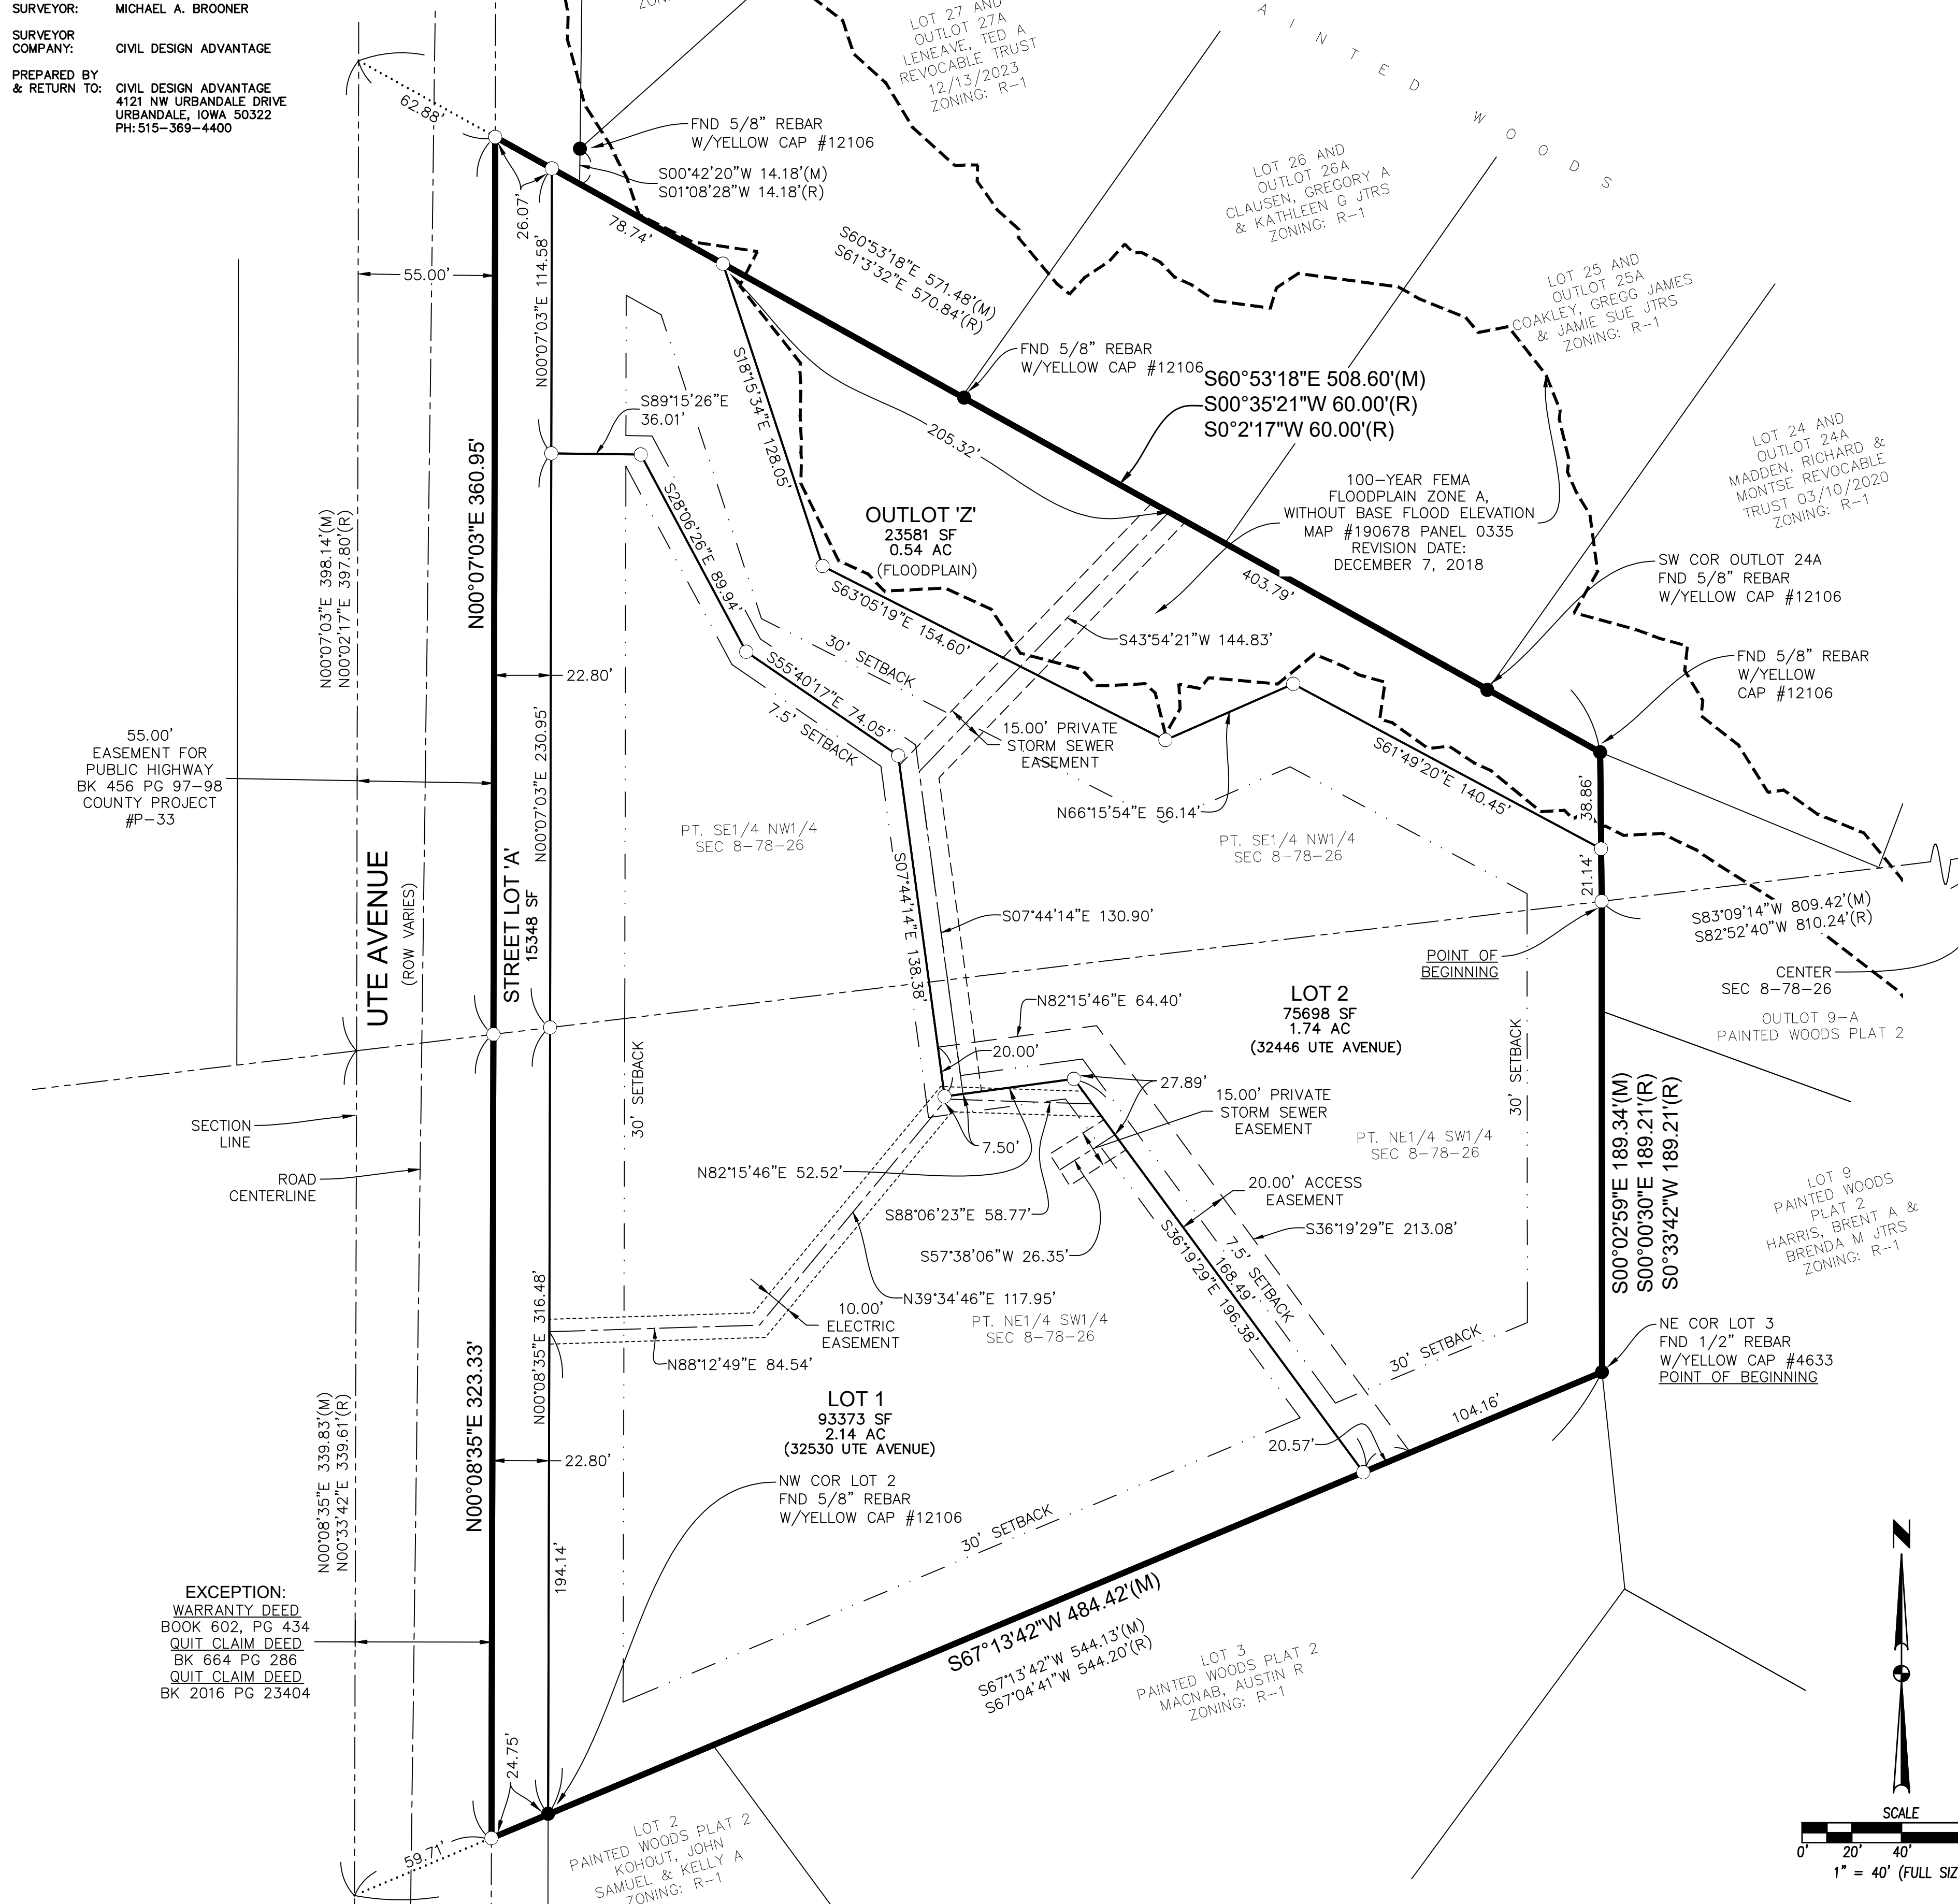 SURVEYOR: MICHAEL A. BROONER
SURVEYOR
COMPANY: CIVIL DESIGN ADVANTAGE
PREPARED BY
& RETURN TO: CIVIL DESIGN ADVANTAGE
4121 NW URBANDALE DRIVE
URBANDALE, IOWA 50322
PH: 515-369-4400
LOT 27 AND
OUTLOT 27A
LENEAVE, TED A
REVOCABLE TRUST
12/13/2023
ZONING: R-1
A I N T E D W O O D S
LOT 26 AND
OUTLOT 26A
CLAUSEN, GREGORY A
& KATHLEEN G JTRS
ZONING: R-1
LOT 25 AND
OUTLOT 25A
COAKLEY, GREGG JAMES
& JAMIE SUE JTRS
ZONING: R-1
LOT 24 AND
OUTLOT 24A
MADDEN, RICHARD &
MONTSE REVOCABLE
TRUST 03/10/2020
ZONING: R-1
62.88'
FND 5/8" REBAR
W/YELLOW CAP #12106
S00°42'20"W 14.18'(M)
S01°08'28"W 14.18'(R)
26.07'
78.74'
55.00'
N00°07'03"E 114.58'
S60°53'18"E 571.48'(M)
S61°3'32"E 570.84'(R)
FND 5/8" REBAR
W/YELLOW CAP #12106
S60°53'18"E 508.60'(M)
S00°35'21"W 60.00'(R)
S0°2'17"W 60.00'(R)
S18°15'34"E 128.05'
205.32'
S89°15'26"E
36.01'
N00°07'03"E 360.95'
N00°07'03"E 398.14'(M)
N00°02'17"E 397.80'(R)
S28°06'26"E 89.94'
OUTLOT 'Z'
23581 SF
0.54 AC
(FLOODPLAIN)
100-YEAR FEMA
FLOODPLAIN ZONE A,
WITHOUT BASE FLOOD ELEVATION
MAP #190678 PANEL 0335
REVISION DATE:
DECEMBER 7, 2018
403.79'
SW COR OUTLOT 24A
FND 5/8" REBAR
W/YELLOW CAP #12106
FND 5/8" REBAR
W/YELLOW
CAP #12106
S63°05'19"E 154.60'
S43°54'21"W 144.83'
30' SETBACK
22.80'
S55°40'17"E 74.05'
7.5' SETBACK
15.00' PRIVATE
STORM SEWER
EASEMENT
N66°15'54"E 56.14'
S61°49'20"E 140.45'
38.86'
21.14'
55.00'
EASEMENT FOR
PUBLIC HIGHWAY
BK 456 PG 97-98
COUNTY PROJECT
#P-33
N00°07'03"E 230.95'
PT. SE1/4 NW1/4
SEC 8-78-26
PT. SE1/4 NW1/4
SEC 8-78-26
UTE AVENUE
(ROW VARIES)
STREET LOT 'A'
15348 SF
S07°44'14"E 138.38'
S07°44'14"E 130.90'
S83°09'14"W 809.42'(M)
S82°52'40"W 810.24'(R)
POINT OF
BEGINNING
CENTER
SEC 8-78-26
OUTLOT 9-A
PAINTED WOODS PLAT 2
LOT 2
75698 SF
1.74 AC
(32446 UTE AVENUE)
N82°15'46"E 64.40'
20.00'
30' SETBACK
30' SETBACK
27.89'
15.00' PRIVATE
STORM SEWER
EASEMENT
7.50'
N82°15'46"E 52.52'
PT. NE1/4 SW1/4
SEC 8-78-26
SECTION
LINE
ROAD
CENTERLINE
20.00' ACCESS
EASEMENT
S88°06'23"E 58.77'
S36°19'29"E 213.08'
S57°38'06"W 26.35'
7.5' SETBACK
168.49'
S36°19'29"E 196.38'
S00°02'59"E 189.34'(M)
S00°00'30"E 189.21'(R)
S0°33'42"W 189.21'(R)
LOT 9
PAINTED WOODS
PLAT 2
HARRIS, BRENT A &
BRENDA M JTRS
ZONING: R-1
N39°34'46"E 117.95'
10.00'
ELECTRIC
EASEMENT
PT. NE1/4 SW1/4
SEC 8-78-26
N00°08'35"E 316.48'
N88°12'49"E 84.54'
30' SETBACK
NE COR LOT 3
FND 1/2" REBAR
W/YELLOW CAP #4633
POINT OF BEGINNING
N00°08'35"E 323.33'
N00°08'35"E 339.83'(M)
N00°33'42"E 339.61'(R)
LOT 1
93373 SF
2.14 AC
(32530 UTE AVENUE)
104.16'
20.57'
22.80'
NW COR LOT 2
FND 5/8" REBAR
W/YELLOW CAP #12106
30' SETBACK
194.14'
EXCEPTION:
WARRANTY DEED
BOOK 602, PG 434
QUIT CLAIM DEED
BK 664 PG 286
QUIT CLAIM DEED
BK 2016 PG 23404
S67°13'42"W 484.42'(M)
S67°13'42"W 544.13'(M)
S67°04'41"W 544.20'(R)
LOT 3
PAINTED WOODS PLAT 2
MACNAB, AUSTIN R
ZONING: R-1
24.75'
59.71'
LOT 2
PAINTED WOODS PLAT 2
KOHOUT, JOHN
SAMUEL & KELLY A
ZONING: R-1
N
SCALE
0' 20' 40'
1" = 40' (FULL SIZ